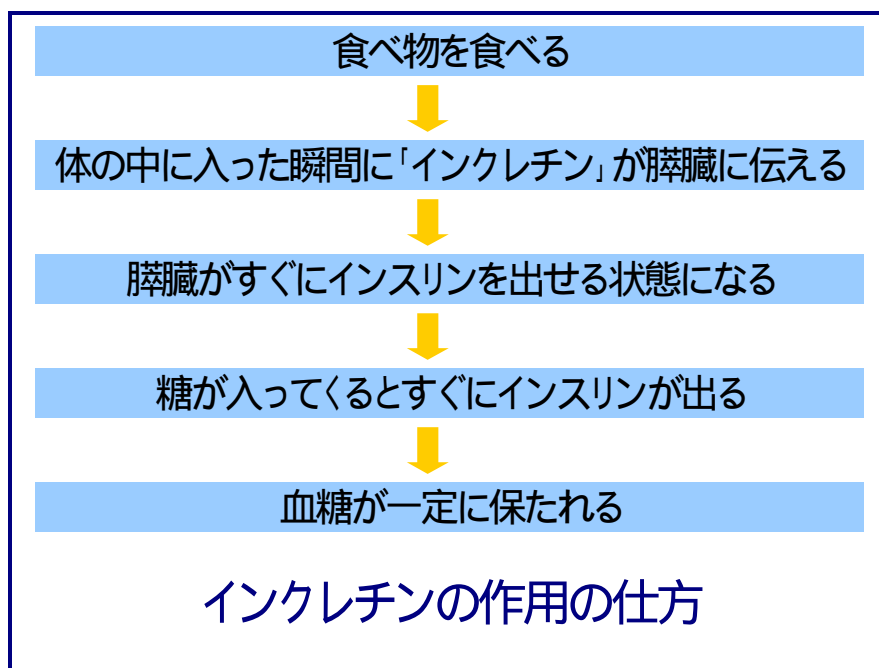 食べ物を食べる
体の中に入った瞬間に「インクレチン」が膵臓に伝える
膵臓がすぐにインスリンを出せる状態になる
糖が入ってくるとすぐにインスリンが出る
血糖が一定に保たれる
インクレチンの作用の仕方